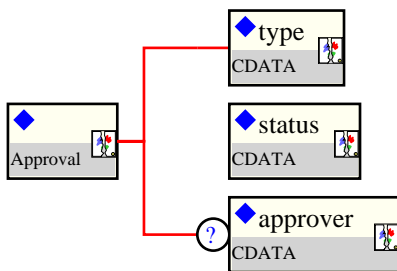 type
CDATA
Approval
status
CDATA
?
approver
CDATA